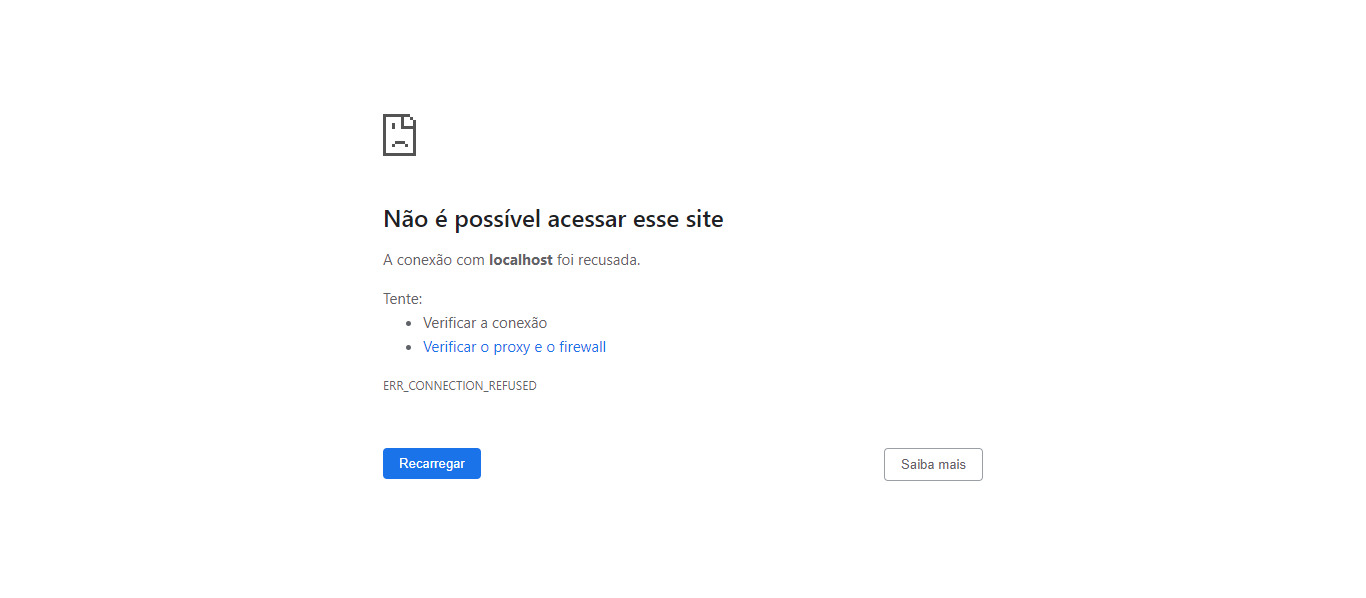 Não é possível acessar esse site
A conexão com localhost foi recusada.
Tente:
• Verificar a conexão
• Verificar o proxy e o firewall
ERR_CONNECTION_REFUSED
Recarregar
Saiba mais